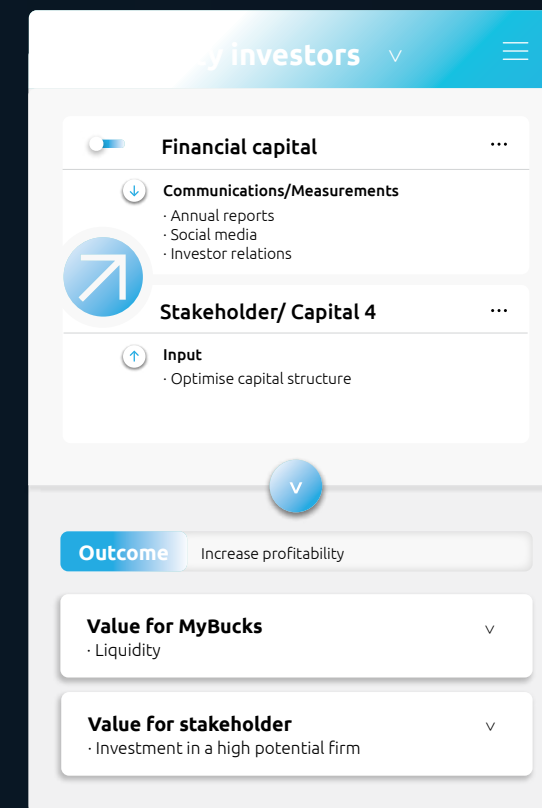 investors
Financial capital
Communications/Measurements
· Annual reports
· Social media
· Investor relations
Stakeholder/ Capital 4
Input
· Optimise capital structure
Outcome
Increase profitability
Value for MyBucks
· Liquidity
Value for stakeholder
· Investment in a high potential firm